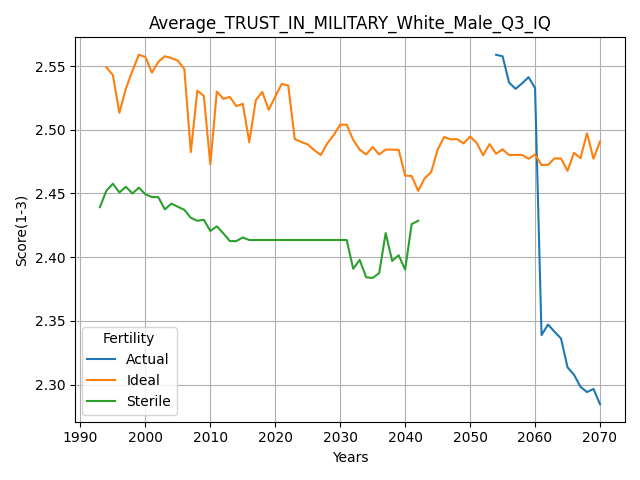 Average_TRUST_IN_MILITARY_White_Male_Q3_IQ
Score(1-3)
2.55
2.50
2.45
2.40
2.35
2.30
Fertility
Actual
Ideal
Sterile
1990 2000 2010 2020 2030 2040 2050 2060 2070
Years